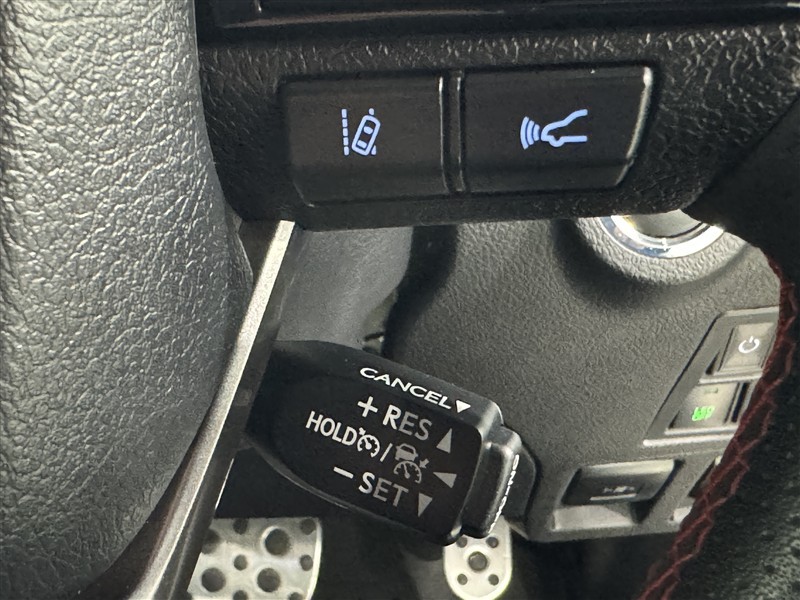 CANCEL▼
+ RES ▲
HOLD /
− SET ▼